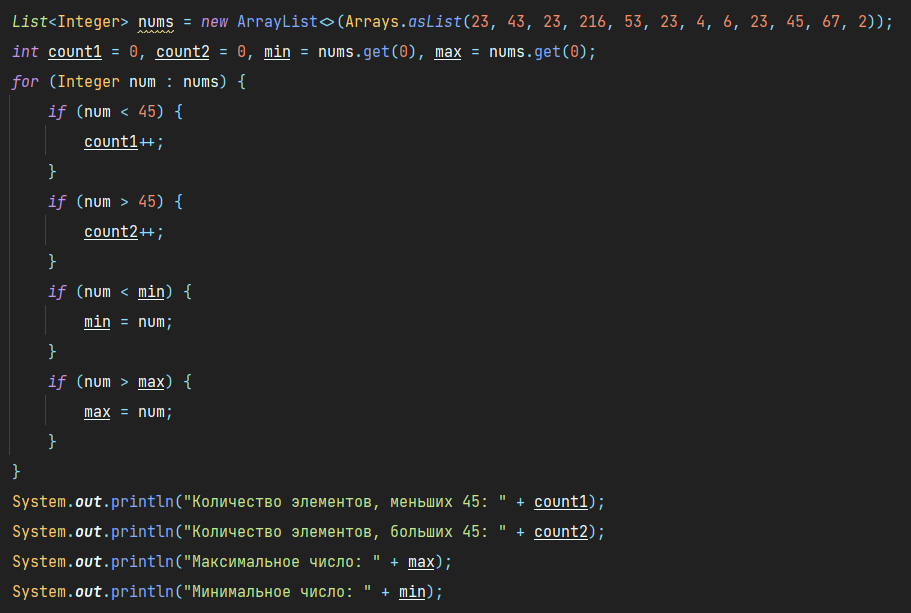 List<Integer> nums = new ArrayList<>(Arrays.asList(23, 43, 23, 216, 53, 23, 4, 6, 23, 45, 67, 2));
int count1 = 0, count2 = 0, min = nums.get(0), max = nums.get(0);
for (Integer num : nums) {
    if (num < 45) {
        count1++;
    }
    if (num > 45) {
        count2++;
    }
    if (num < min) {
        min = num;
    }
    if (num > max) {
        max = num;
    }
}
System.out.println("Количество элементов, меньших 45: " + count1);
System.out.println("Количество элементов, больших 45: " + count2);
System.out.println("Максимальное число: " + max);
System.out.println("Минимальное число: " + min);